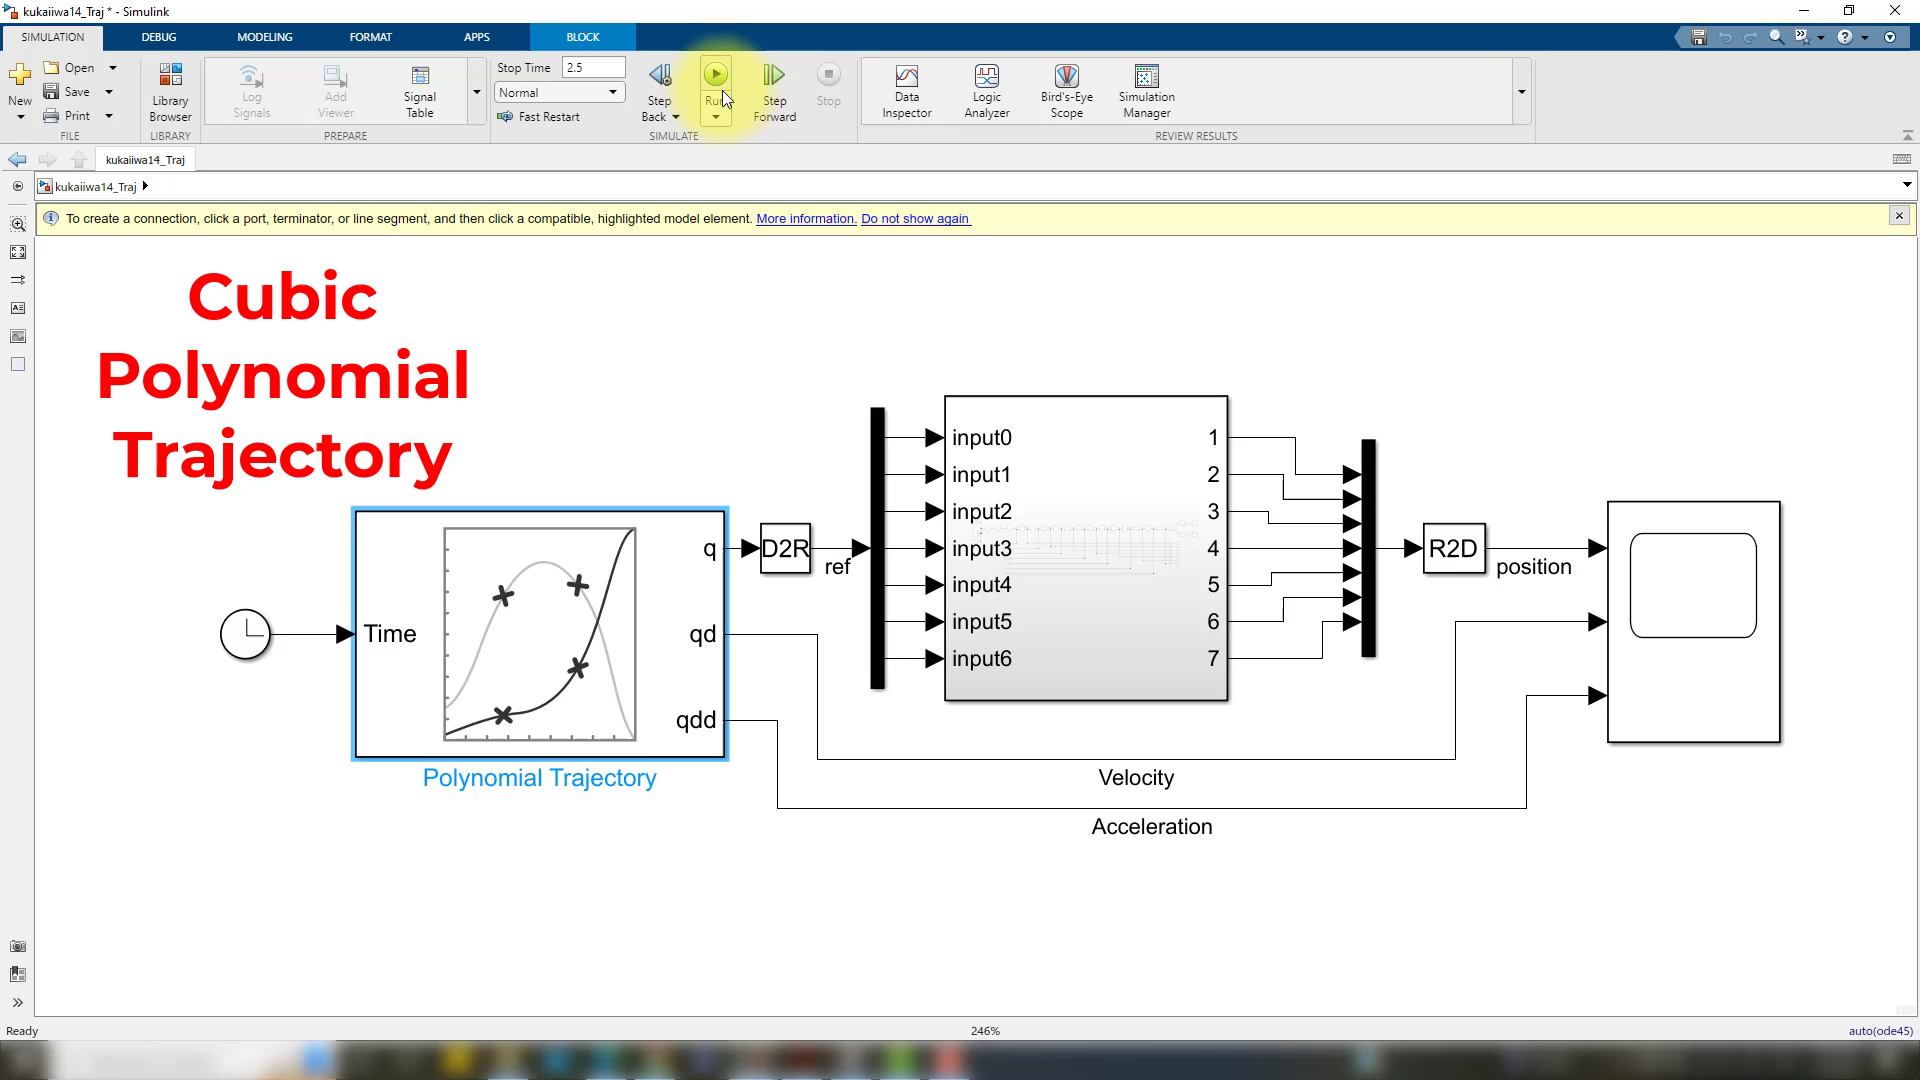 kukaiiwa14_Traj * - Simulink
SIMULATION DEBUG MODELING FORMAT APPS BLOCK
New
Open
Save
Print
FILE
Library
Browser
LIBRARY
Log
Signals
Add
Viewer
Signal
Table
PREPARE
Stop Time 2.5
Normal
Fast Restart
Step
Back
Run
Step
Forward
Stop
SIMULATE
Data
Inspector
Logic
Analyzer
Bird's-Eye
Scope
Simulation
Manager
REVIEW RESULTS
kukaiiwa14_Traj
kukaiiwa14_Traj
To create a connection, click a port, terminator, or line segment, and then click a compatible, highlighted model element. More information. Do not show again
Cubic
Polynomial
Trajectory
Time
q
qd
qdd
Polynomial Trajectory
D2R
ref
input0 1
input1 2
input2 3
input3 4
input4 5
input5 6
input6 7
R2D
position
Velocity
Acceleration
Ready 246% auto(ode45)